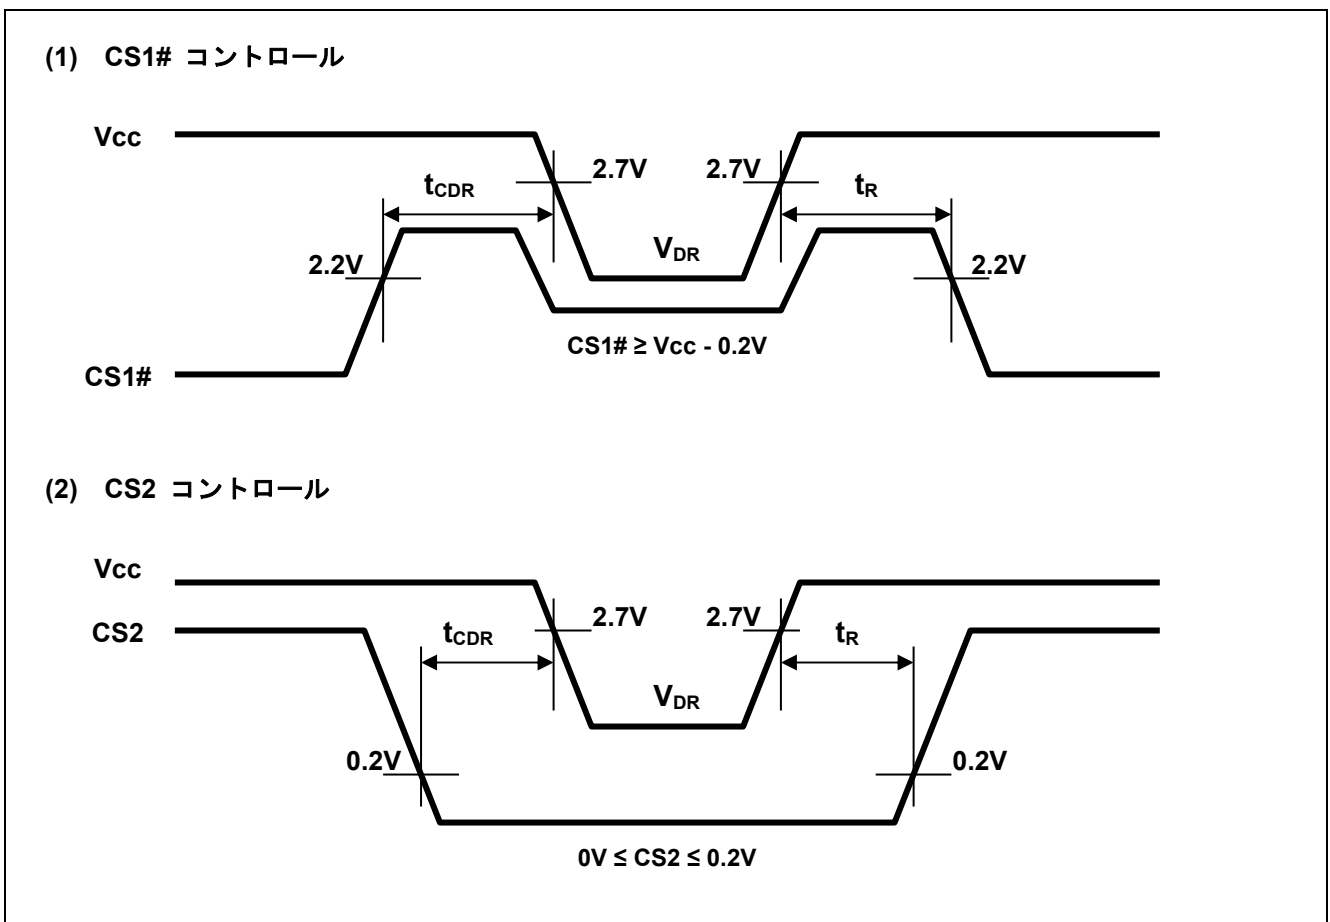 (1) CS1# コントロール
Vcc
2.7V 2.7V
tCDR tR
VDR
2.2V 2.2V
CS1# ≥ Vcc - 0.2V
CS1#
(2) CS2 コントロール
Vcc
2.7V 2.7V
CS2
tCDR tR
VDR
0.2V 0.2V
0V ≤ CS2 ≤ 0.2V